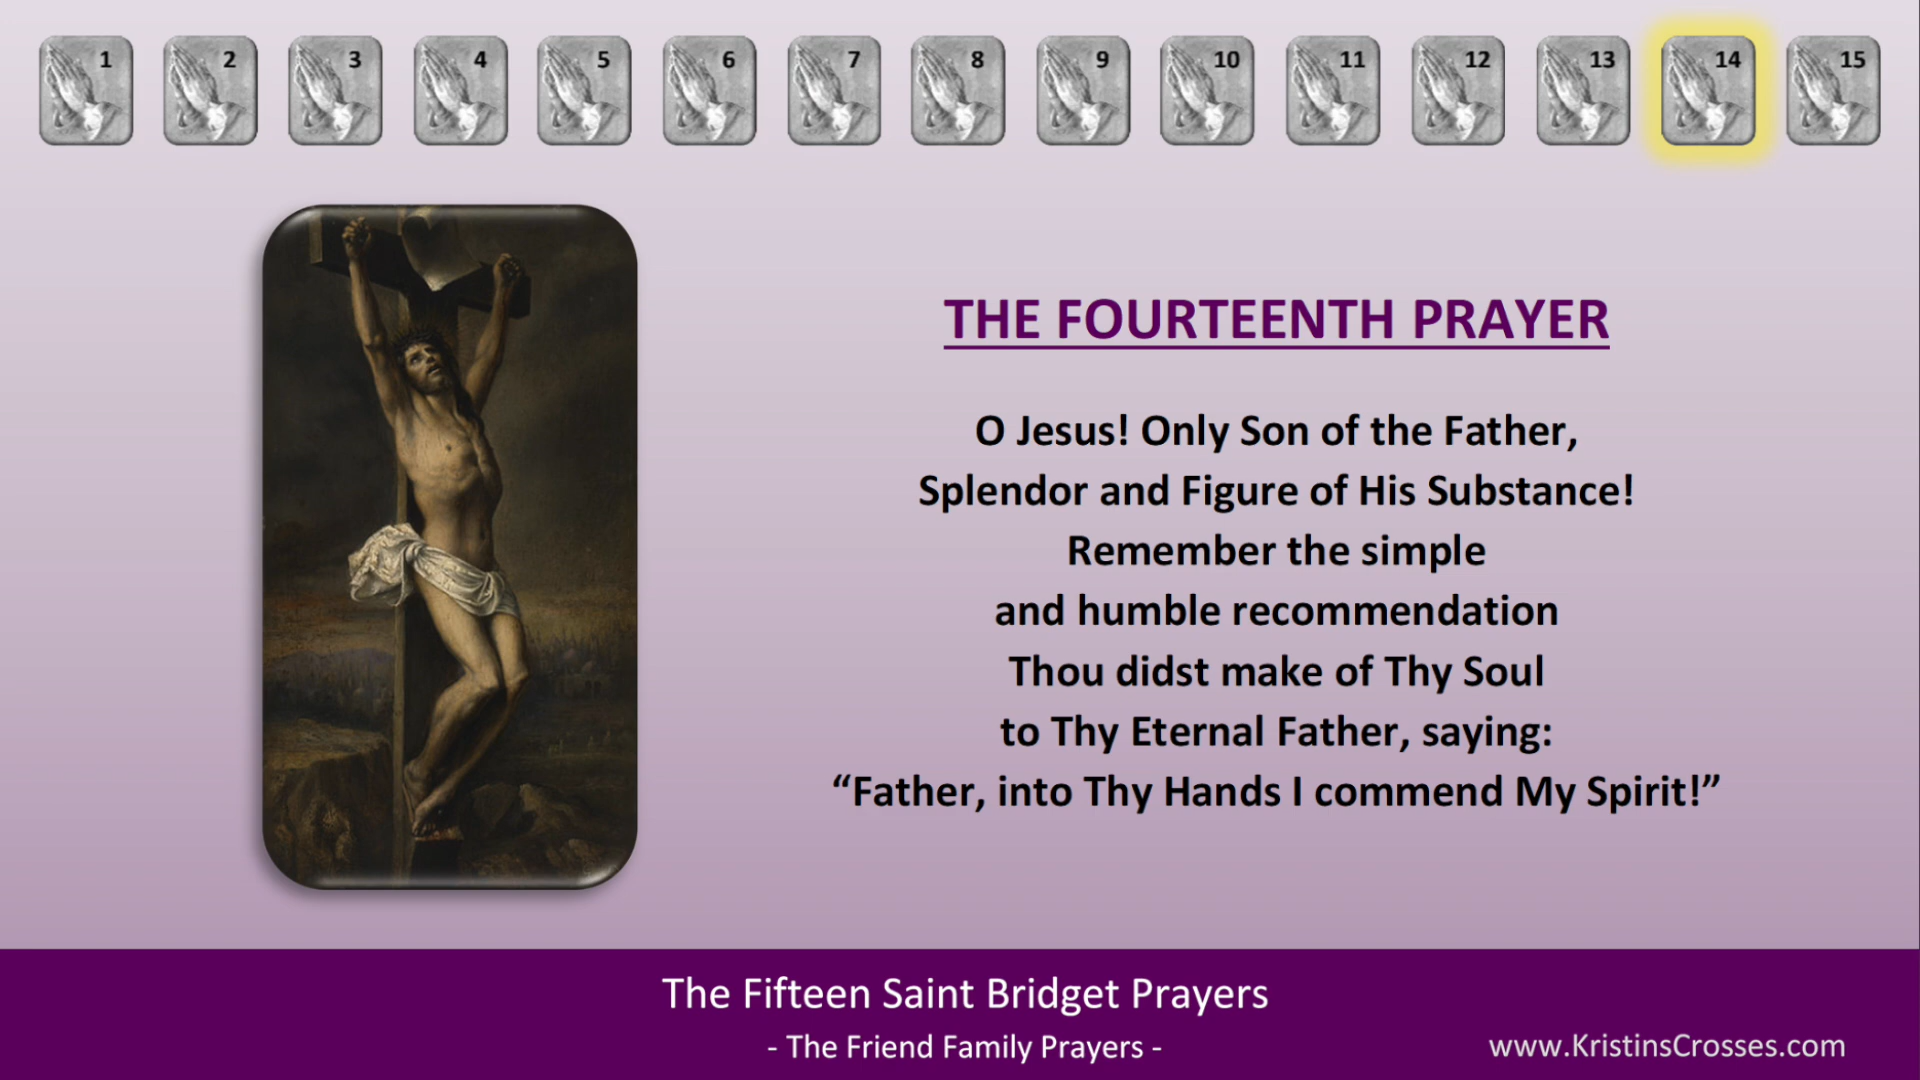 1 2 3 4 5 6 7 8 9 10 11 12 13 14 15
THE FOURTEENTH PRAYER
O Jesus! Only Son of the Father,
Splendor and Figure of His Substance!
Remember the simple
and humble recommendation
Thou didst make of Thy Soul
to Thy Eternal Father, saying:
“Father, into Thy Hands I commend My Spirit!”
The Fifteen Saint Bridget Prayers
- The Friend Family Prayers -
www.KristinsCrosses.com